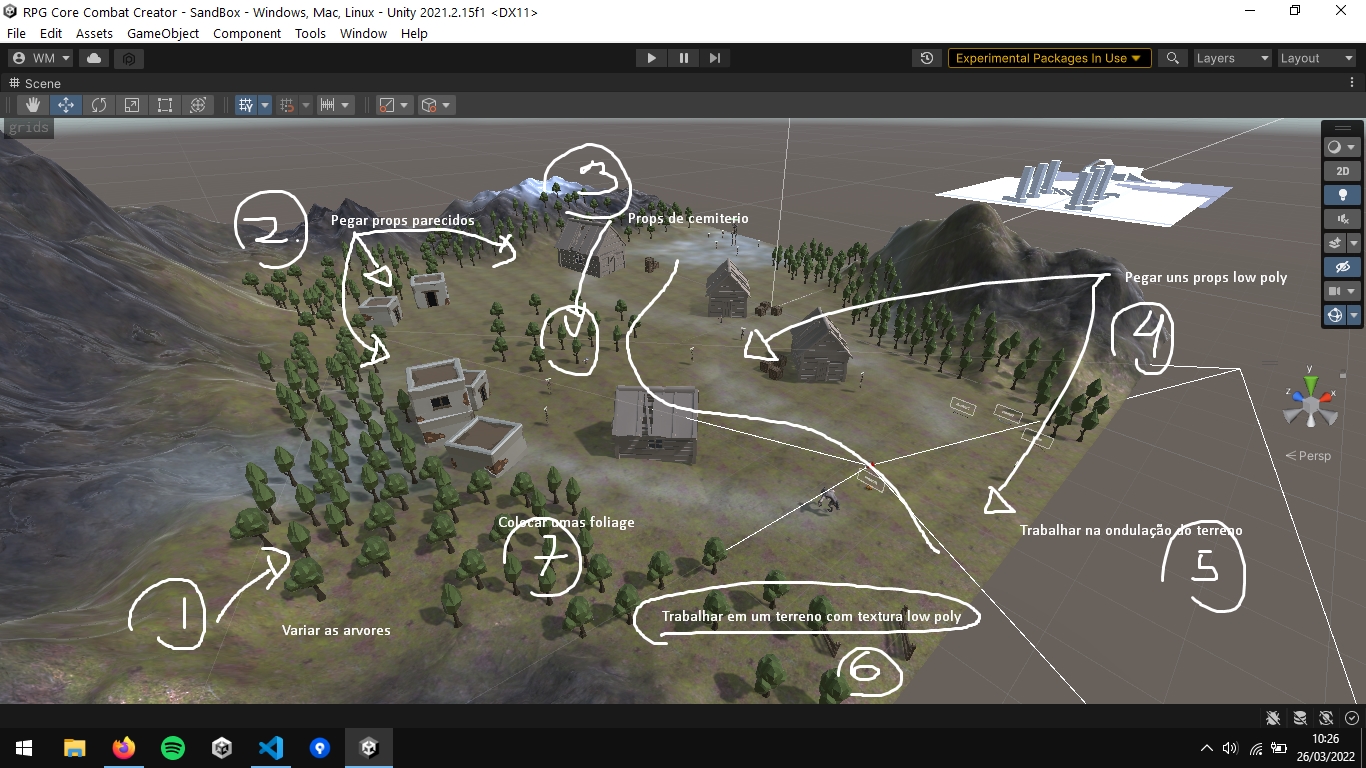 RPG Core Combat Creator - SandBox - Windows, Mac, Linux - Unity 2021.2.15f1 <DX11>
File Edit Assets GameObject Component Tools Window Help
WM Experimental Packages In Use Layers Layout
Scene
grids
2D
3
2. Pegar props parecidos Props de cemiterio
Pegar uns props low poly
4
y
z x
Persp
Colocar umas foliage
7
Trabalhar na ondulação do terreno
5
1
Variar as arvores
Trabalhar em um terreno com textura low poly
6
10:26
26/03/2022